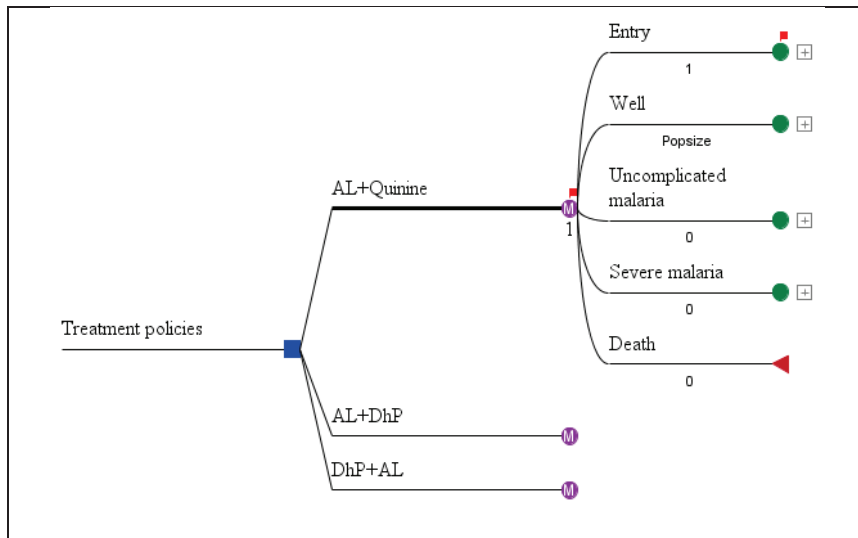 Entry
1
Well
Popsize
Uncomplicated
malaria
0
AL+Quinine
M
1
Severe malaria
0
Treatment policies
Death
0
AL+DhP
M
DhP+AL
M